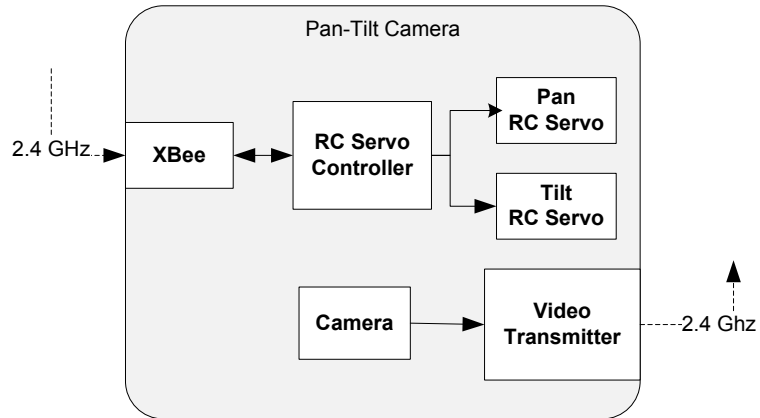 Pan-Tilt Camera
2.4 GHz
XBee
RC Servo
Controller
Pan
RC Servo
Tilt
RC Servo
Camera
Video
Transmitter
2.4 Ghz